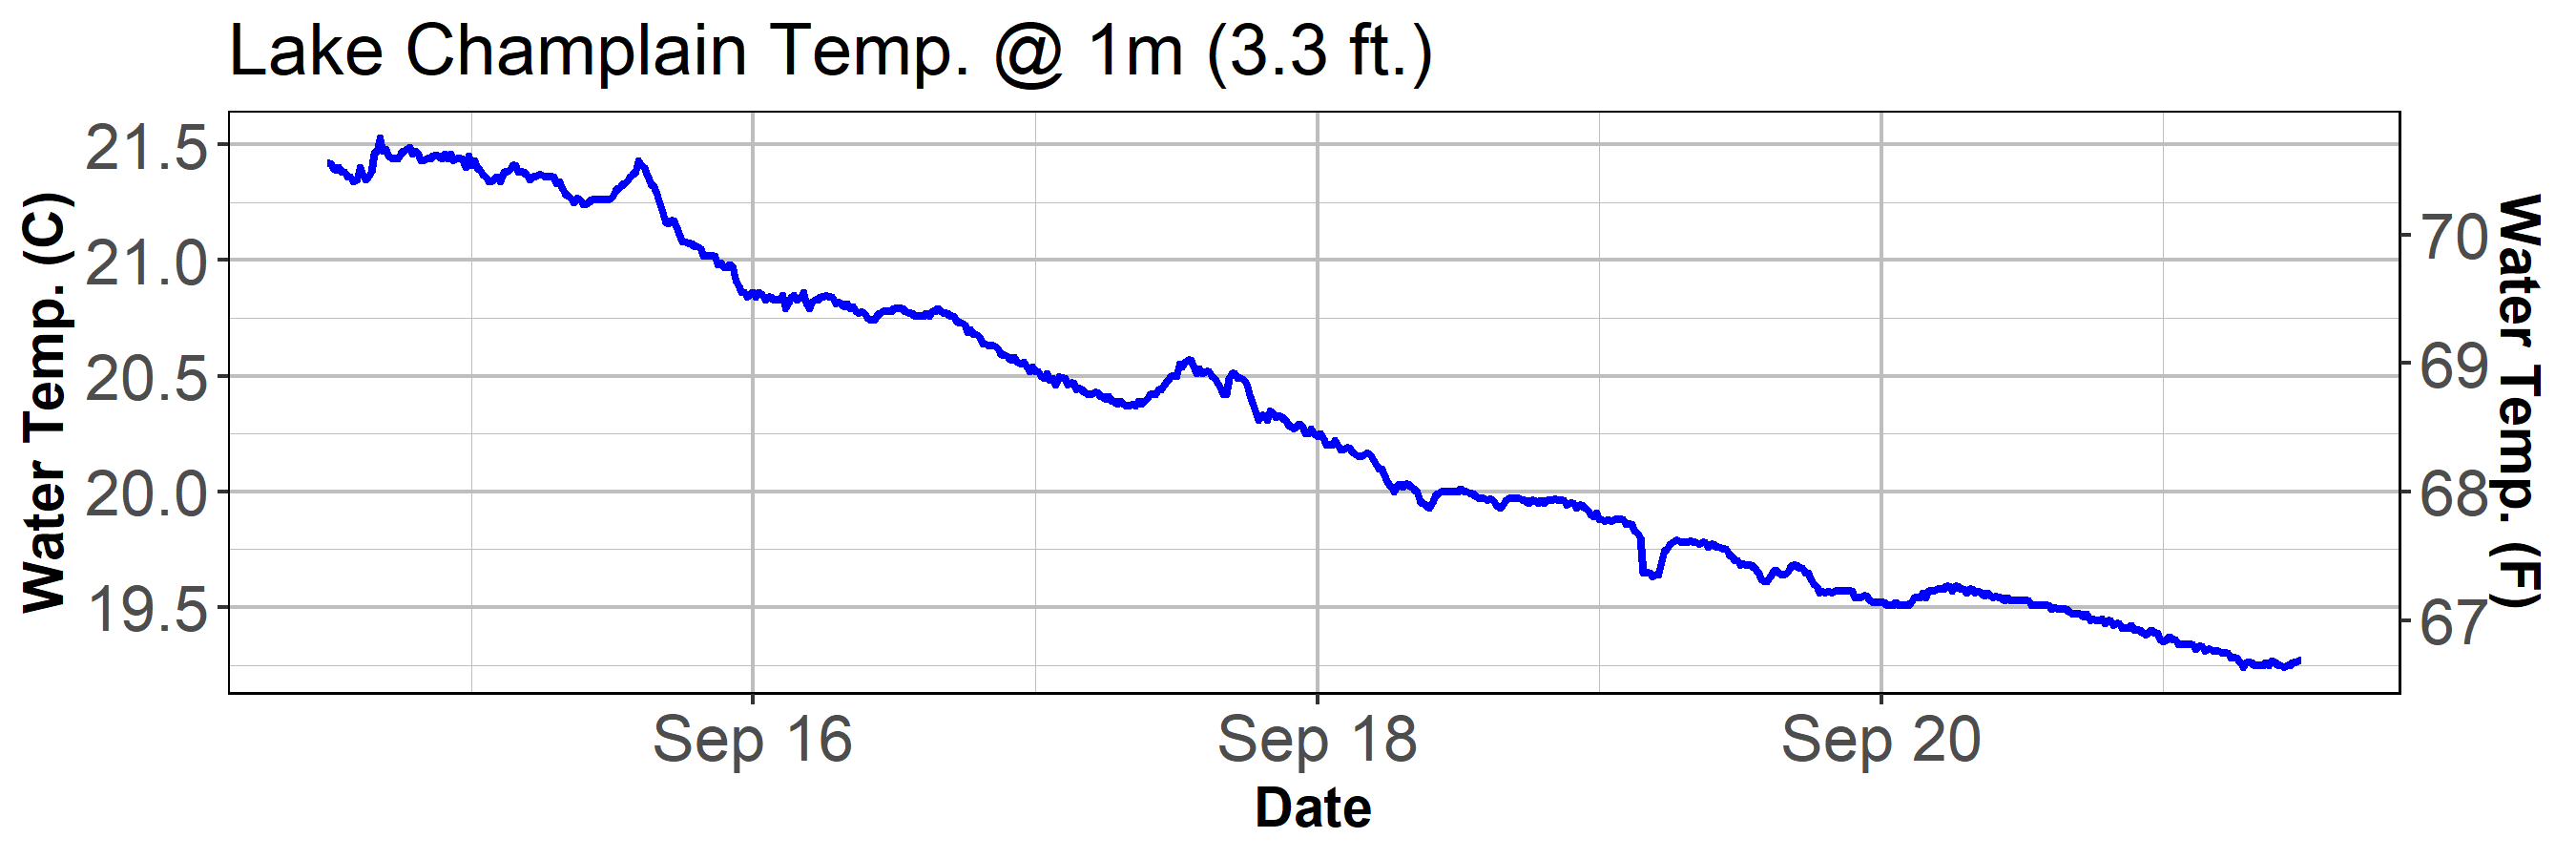 Lake Champlain Temp. @ 1m (3.3 ft.)
Water Temp. (C)
21.5
21.0
20.5
20.0
19.5
70
69
68
67
Water Temp. (F)
Sep 16 Sep 18 Sep 20
Date